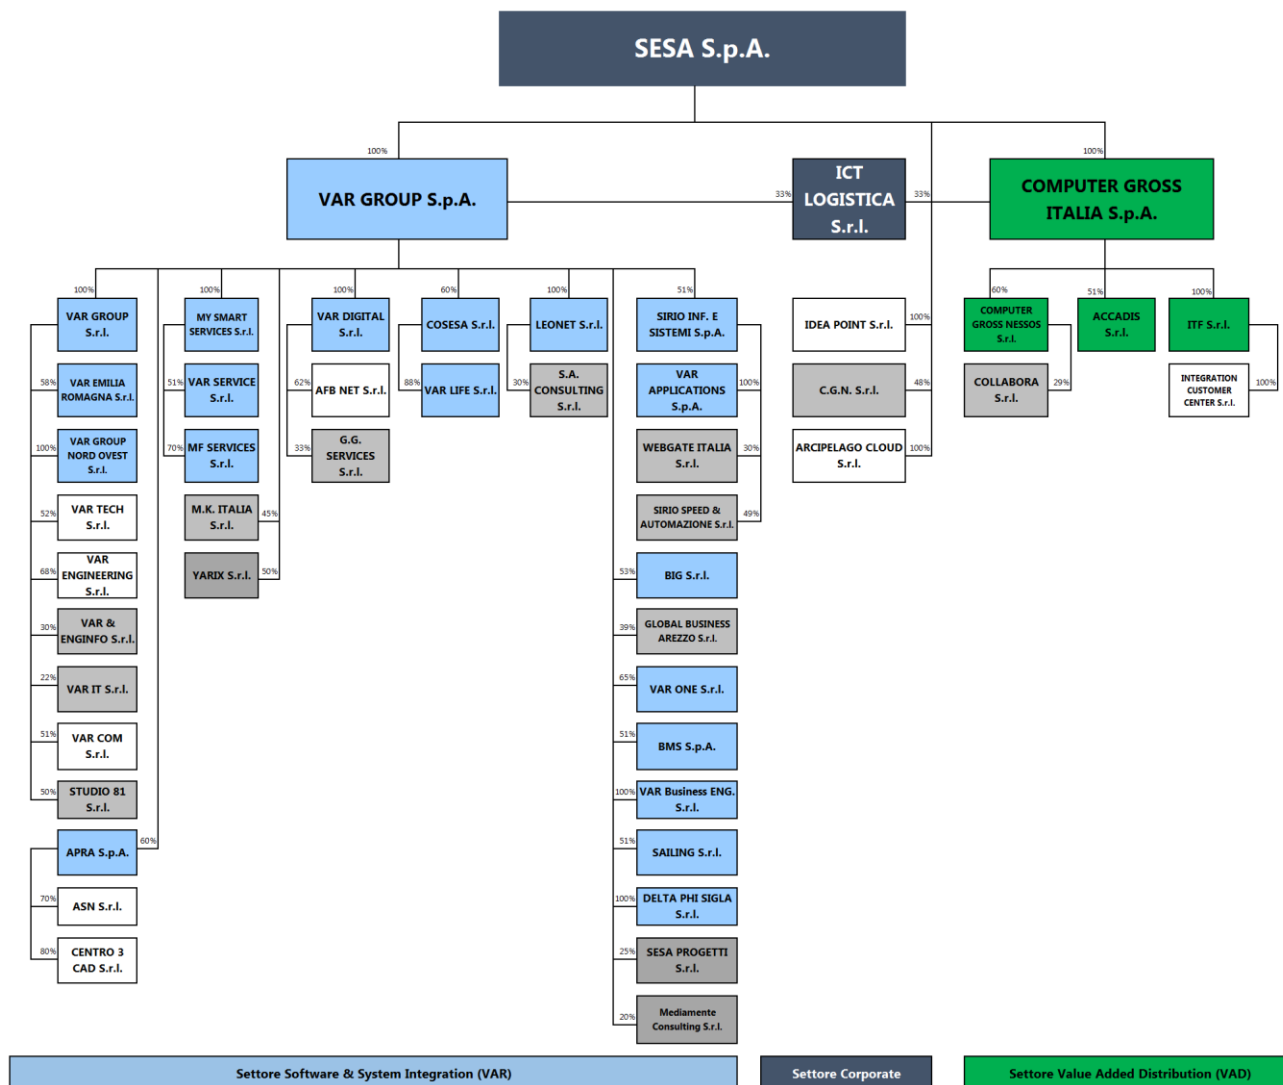 SESA S.p.A.
100%
100%
VAR GROUP S.p.A.
33%
ICT
LOGISTICA
S.r.l.
33%
COMPUTER GROSS
ITALIA S.p.A.
100%
100%
100%
60%
100%
51%
60%
51%
100%
VAR GROUP
S.r.l.
MY SMART
SERVICES S.r.l.
VAR DIGITAL
S.r.l.
COSESA S.r.l.
LEONET S.r.l.
SIRIO INF. E
SISTEMI S.p.A.
IDEA POINT S.r.l.
100%
COMPUTER
GROSS NESSOS
S.r.l.
ACCADIS
S.r.l.
ITF S.r.l.
58%
VAR EMILIA
ROMAGNA S.r.l.
51%
VAR SERVICE
S.r.l.
62%
AFB NET S.r.l.
88%
VAR LIFE S.r.l.
30%
S.A.
CONSULTING
S.r.l.
VAR
APPLICATIONS
S.p.A.
100%
C.G.N. S.r.l.
48%
COLLABORA
S.r.l.
29%
INTEGRATION
CUSTOMER
CENTER S.r.l.
100%
100%
VAR GROUP
NORD OVEST
S.r.l.
70%
MF SERVICES
S.r.l.
33%
G.G.
SERVICES
S.r.l.
WEBGATE ITALIA
S.r.l.
30%
ARCIPELAGO CLOUD
S.r.l.
100%
52%
VAR TECH
S.r.l.
M.K. ITALIA
S.r.l.
45%
SIRIO SPEED &
AUTOMAZIONE S.r.l.
49%
68%
VAR
ENGINEERING
S.r.l.
YARIX S.r.l.
50%
53%
BIG S.r.l.
30%
VAR &
ENGINFO S.r.l.
39%
GLOBAL BUSINESS
AREZZO S.r.l.
22%
VAR IT S.r.l.
65%
VAR ONE S.r.l.
51%
VAR COM
S.r.l.
51%
BMS S.p.A.
50%
STUDIO 81
S.r.l.
100%
VAR Business ENG.
S.r.l.
APRA S.p.A.
60%
51%
SAILING S.r.l.
70%
ASN S.r.l.
100%
DELTA PHI SIGLA
S.r.l.
80%
CENTRO 3
CAD S.r.l.
25%
SESA PROGETTI
S.r.l.
20%
Mediamente
Consulting S.r.l.
Settore Software & System Integration (VAR)
Settore Corporate
Settore Value Added Distribution (VAD)